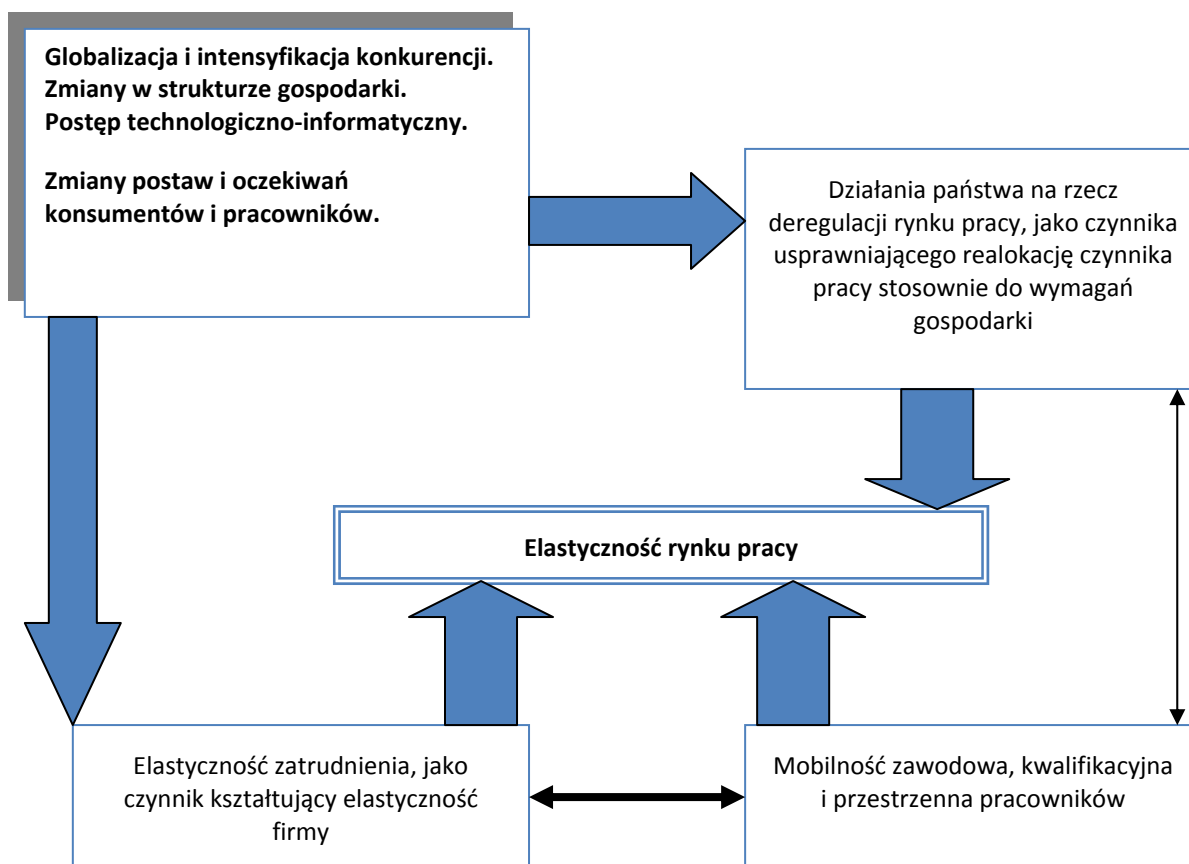 Globalizacja i intensyfikacja konkurencji.
Zmiany w strukturze gospodarki.
Postęp technologiczno-informatyczny.
Zmiany postaw i oczekiwań
konsumentów i pracowników.
Działania państwa na rzecz
deregulacji rynku pracy, jako czynnika
usprawniającego realokację czynnika
pracy stosownie do wymagań
gospodarki
Elastyczność rynku pracy
Elastyczność zatrudnienia, jako
czynnik kształtujący elastyczność
firmy
Mobilność zawodowa, kwalifikacyjna
i przestrzenna pracowników